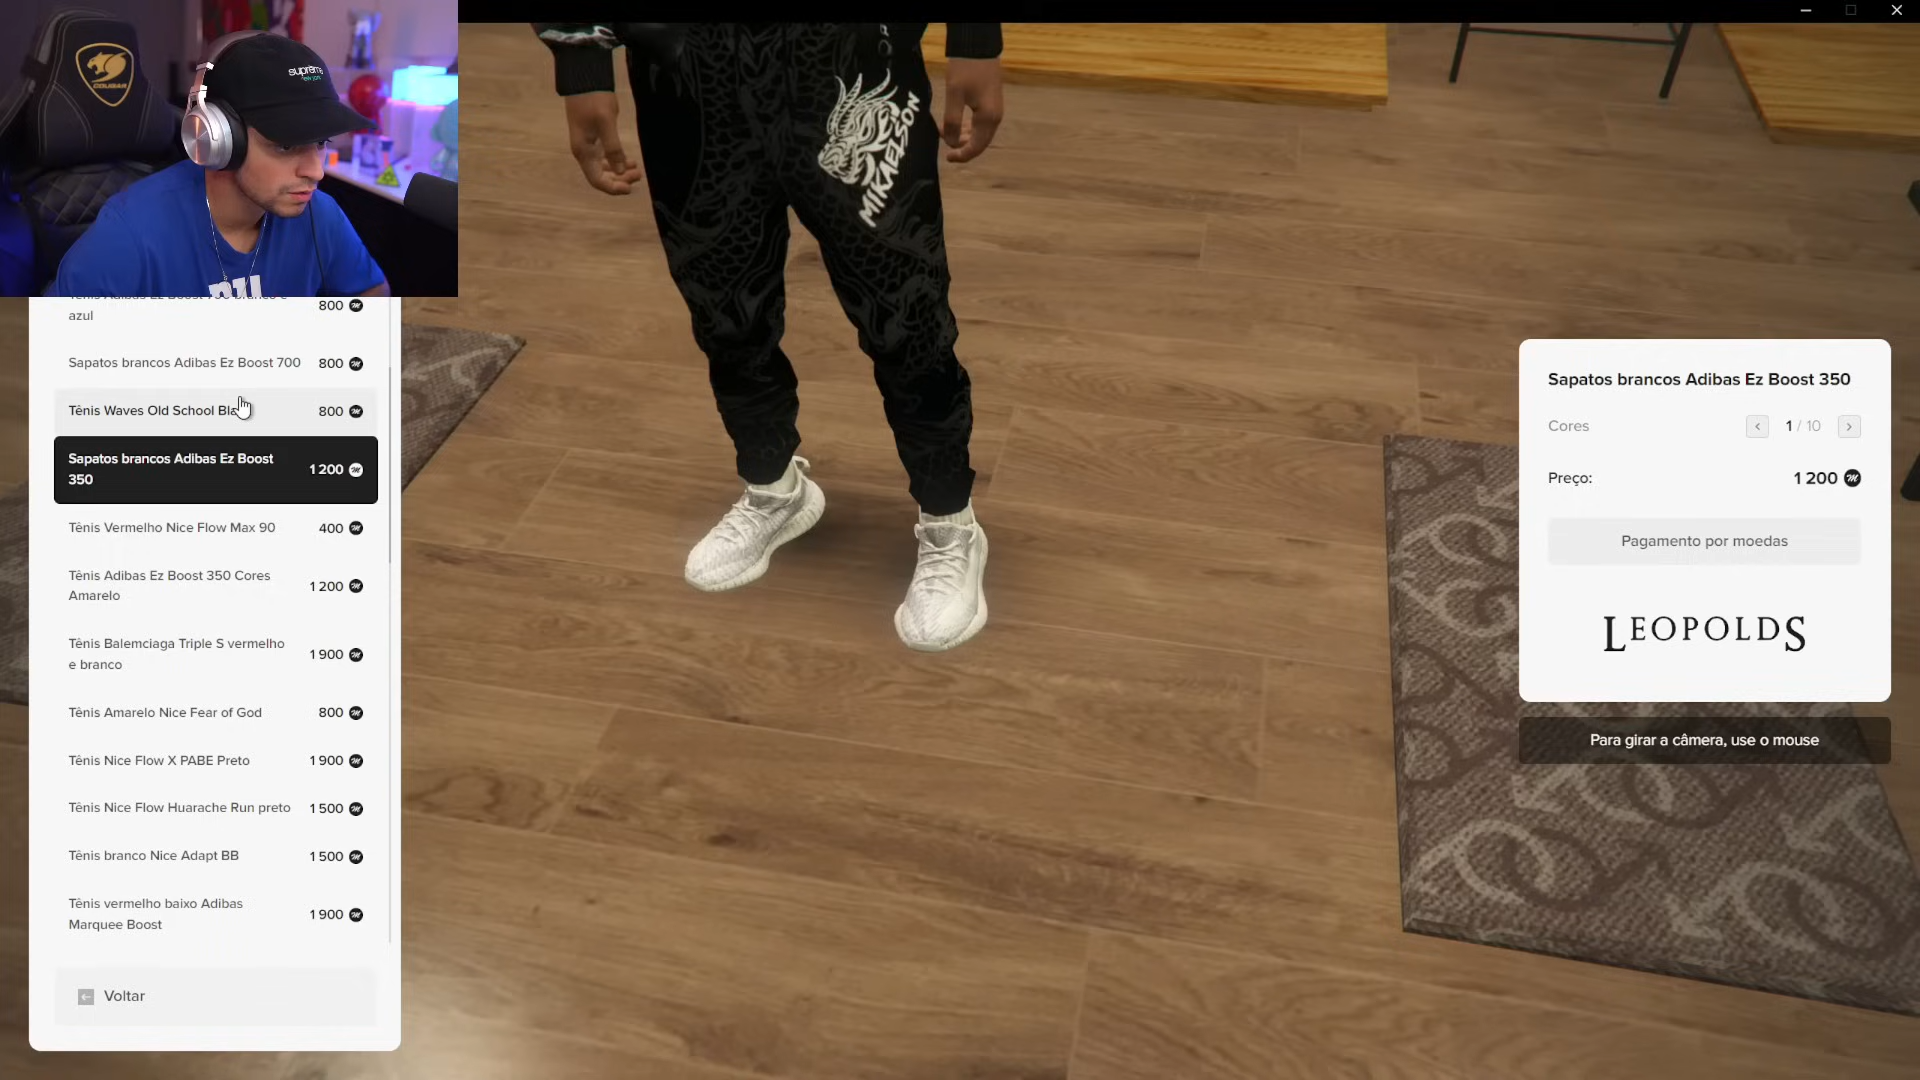 COUGAR
supreme
MIKAELSON
azul
800
Sapatos brancos Adibas Ez Boost 700 800
Tênis Waves Old School 800
Sapatos brancos Adibas Ez Boost
350
1 200
Tênis Vermelho Nice Flow Max 90 400
Tênis Adibas Ez Boost 350 Cores
Amarelo
1 200
Tênis Balemciaga Triple S vermelho
e branco
1 900
Tênis Amarelo Nice Fear of God 800
Tênis Nice Flow X PABE Preto 1 900
Tênis Nice Flow Huarache Run preto 1 500
Tênis branco Nice Adapt BB 1 500
Tênis vermelho baixo Adibas
Marquee Boost
1 900
Voltar
Sapatos brancos Adibas Ez Boost 350
Cores 1 / 10
Preço: 1 200
Pagamento por moedas
LEOPOLDS
Para girar a câmera, use o mouse